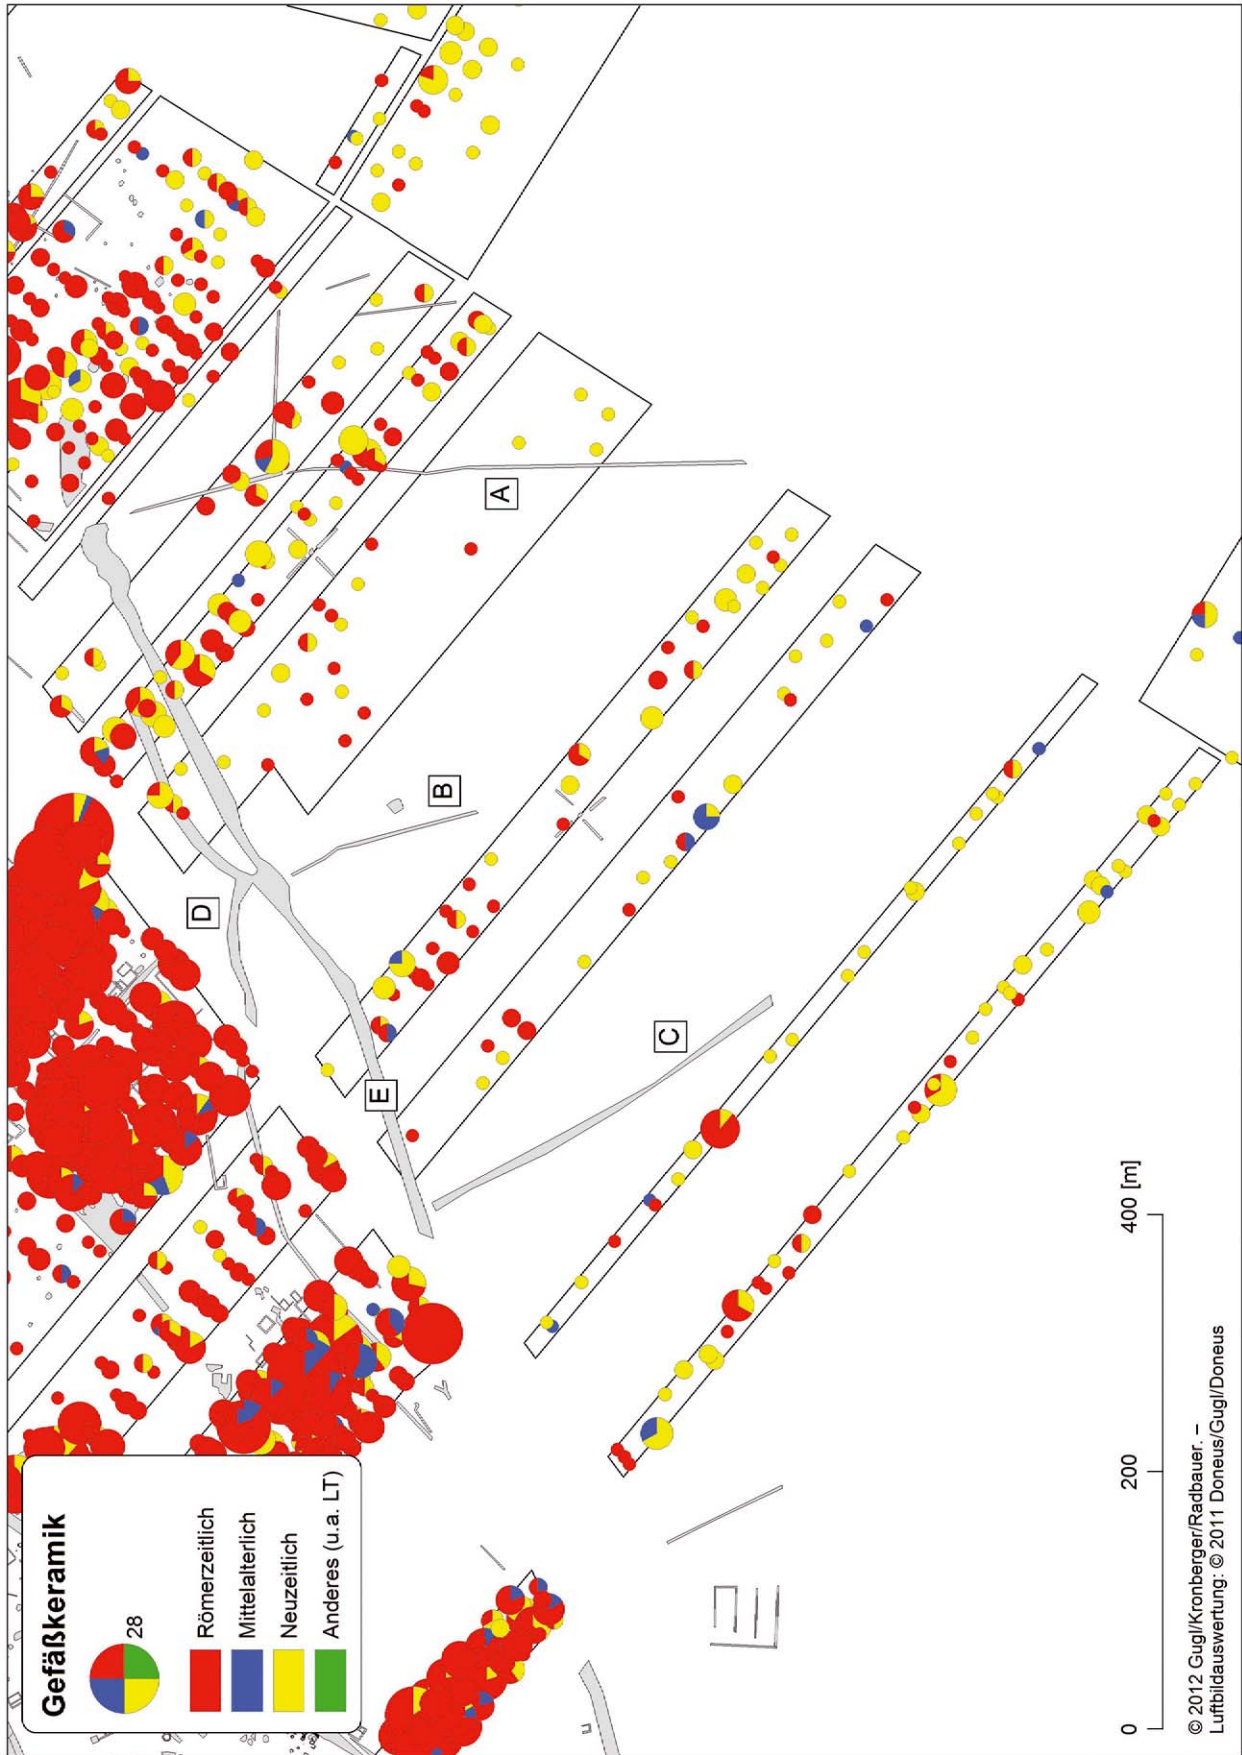 Gefäßkeramik
28
Römerzeitlich
Mittelalterlich
Neuzeitlich
Anderes (u.a. LT)
A
B
C
D
E
0
200
400 [m]
© 2012 Gugl/Kronberger/Radbauer. –
Luftbildauswertung: © 2011 Doneus/Gugl/Doneus